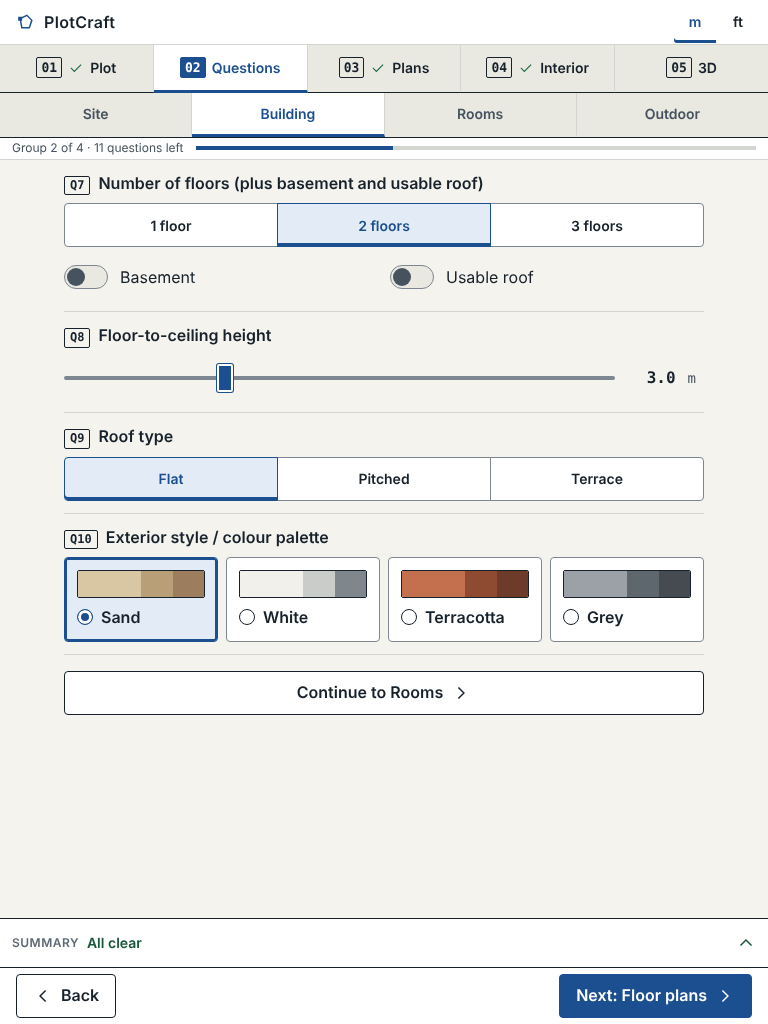 PlotCraft m ft
01 Plot 02 Questions 03 Plans 04 Interior 05 3D
Site Building Rooms Outdoor
Group 2 of 4 · 11 questions left
Q7 Number of floors (plus basement and usable roof)
1 floor 2 floors 3 floors
Basement Usable roof
Q8 Floor-to-ceiling height
3.0 m
Q9 Roof type
Flat Pitched Terrace
Q10 Exterior style / colour palette
Sand White Terracotta Grey
Continue to Rooms
SUMMARY All clear
Back Next: Floor plans